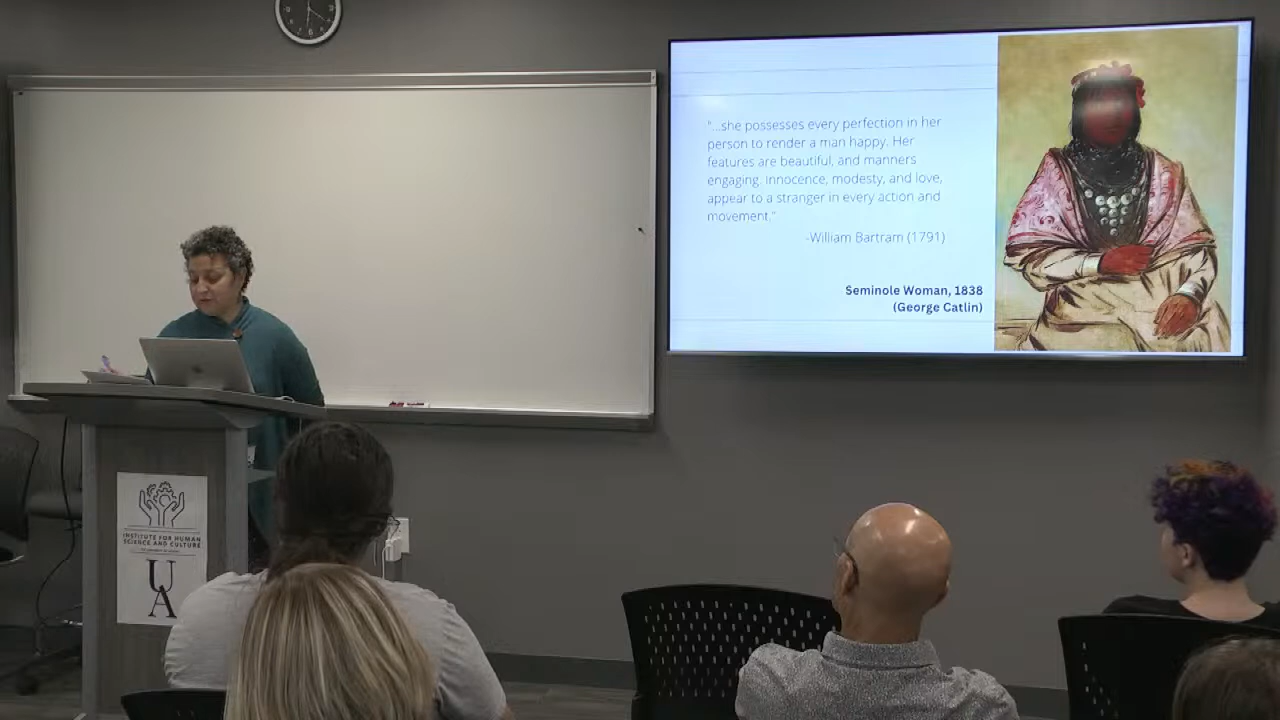 "...she possesses every perfection in her
person to render a man happy. Her
features are beautiful, and manners
engaging. Innocence, modesty, and love,
appear to a stranger in every action and
movement."
-William Bartram (1791)
Seminole Woman, 1838
(George Catlin)
INSTITUTE FOR HUMAN
SCIENCE AND CULTURE
UA